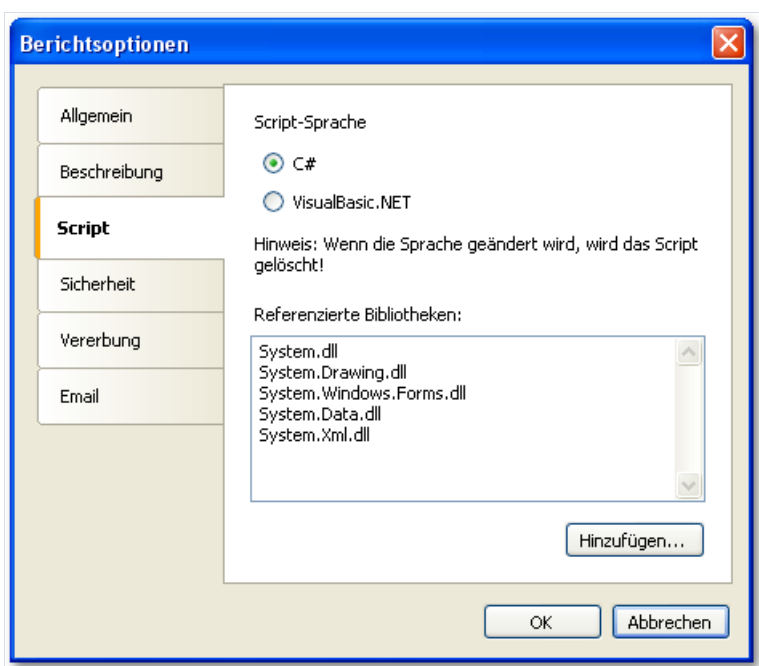 Berichtsoptionen
Allgemein
Beschreibung
Script
Sicherheit
Vererbung
Email
Script-Sprache
C#
VisualBasic.NET
Hinweis: Wenn die Sprache geändert wird, wird das Script
gelöscht!
Referenzierte Bibliotheken:
System.dll
System.Drawing.dll
System.Windows.Forms.dll
System.Data.dll
System.Xml.dll
Hinzufügen...
OK
Abbrechen